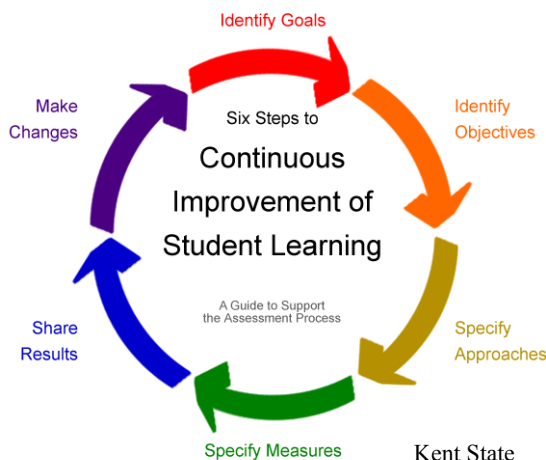 Identify Goals
Six Steps to
Continuous
Improvement of
Student Learning
A Guide to Support
the Assessment Process
Identify
Objectives
Specify
Approaches
Specify Measures
Share
Results
Make
Changes
Kent State